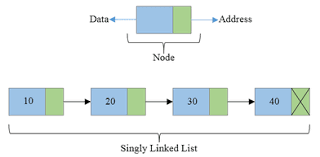 Data Address
Node
10 20 30 40
Singly Linked List